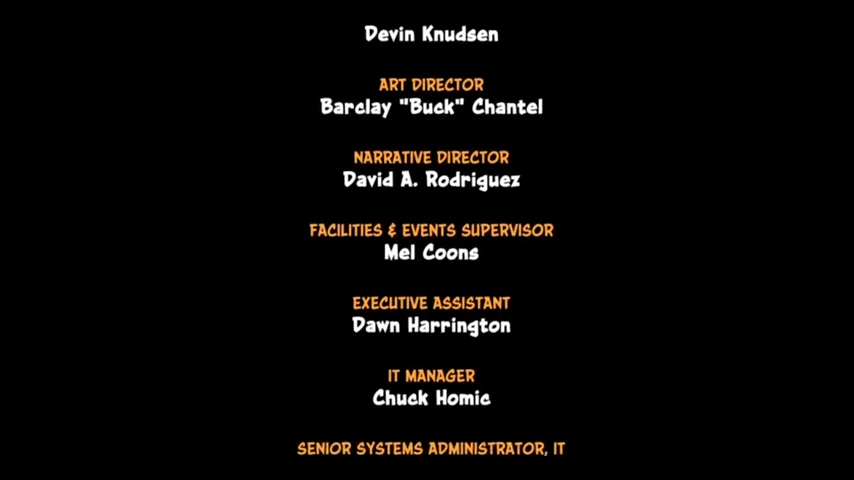 Devin Knudsen
ART DIRECTOR
Barclay "Buck" Chantel
NARRATIVE DIRECTOR
David A. Rodriguez
FACILITIES & EVENTS SUPERVISOR
Mel Coons
EXECUTIVE ASSISTANT
Dawn Harrington
IT MANAGER
Chuck Homic
SENIOR SYSTEMS ADMINISTRATOR, IT